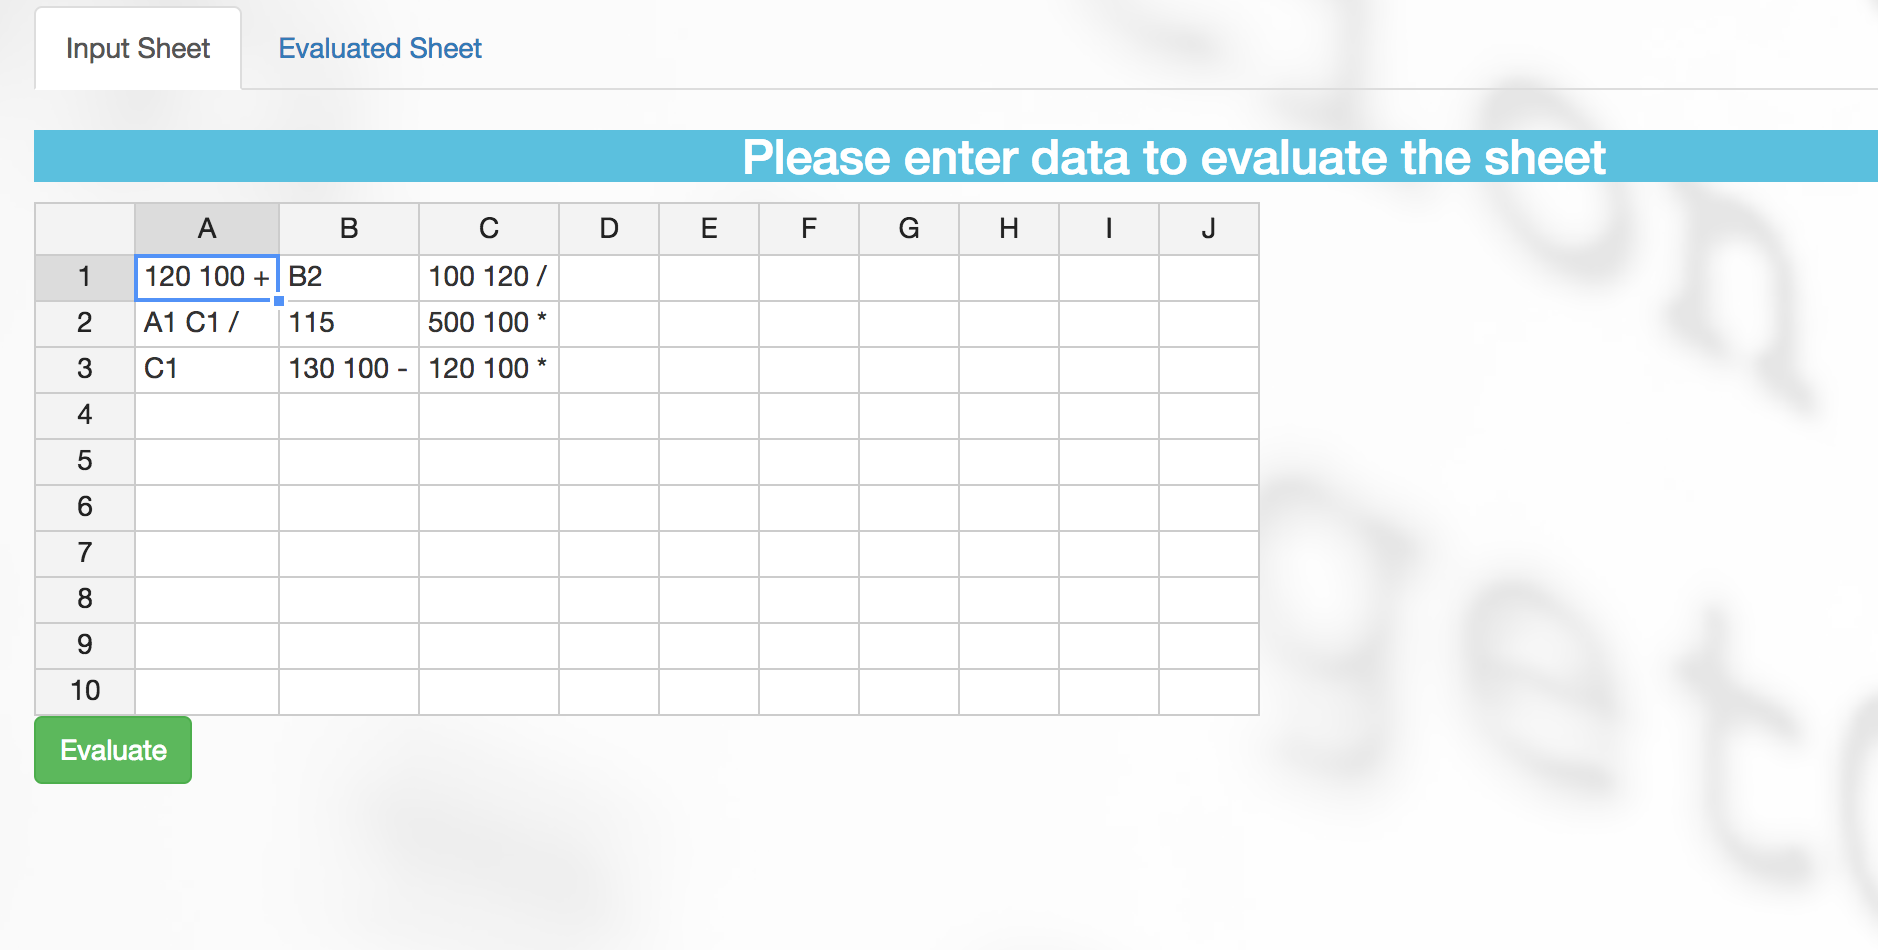 Input Sheet Evaluated Sheet
Please enter data to evaluate the sheet
A B C D E F G H I J
1 120 100 + B2 100 120 /
2 A1 C1 / 115 500 100 *
3 C1 130 100 - 120 100 *
4
5
6
7
8
9
10
Evaluate